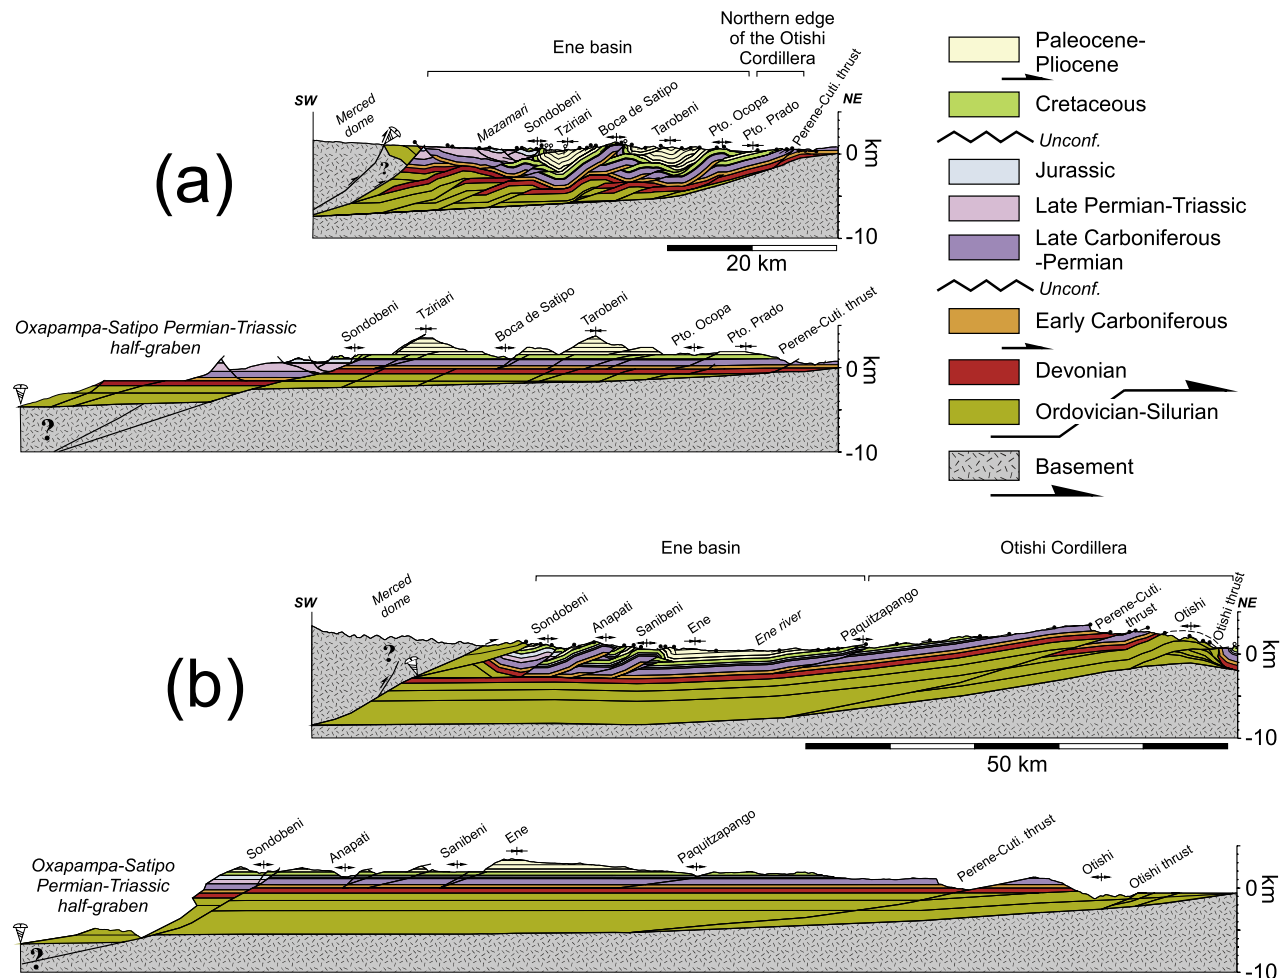 Northern edge
of the Otishi
Cordillera
Ene basin
SW
NE
Merced
dome
Mazamari
Sondobeni
Tziriari
Boca de Satipo
Tarobeni
Pto. Ocopa
Pto. Prado
Perene-Cuti. thrust
?
0
km
-10
(a)
20 km
Oxapampa-Satipo Permian-Triassic
half-graben
Sondobeni
Tziriari
Boca de Satipo
Tarobeni
Pto. Ocopa
Pto. Prado
Perene-Cuti. thrust
0
km
-10
?
Paleocene-
Pliocene
Cretaceous
Unconf.
Jurassic
Late Permian-Triassic
Late Carboniferous
-Permian
Unconf.
Early Carboniferous
Devonian
Ordovician-Silurian
Basement
Ene basin
Otishi Cordillera
SW
NE
Merced
dome
Sondobeni
Anapati
Sanibeni
Ene
Ene river
Paquitzapango
Perene-Cuti.
thrust
Otishi
Otishi thrust
?
0
km
-10
(b)
50 km
Oxapampa-Satipo
Permian-Triassic
half-graben
Sondobeni
Anapati
Sanibeni
Ene
Paquitzapango
Perene-Cuti. thrust
Otishi
Otishi thrust
0
km
-10
?